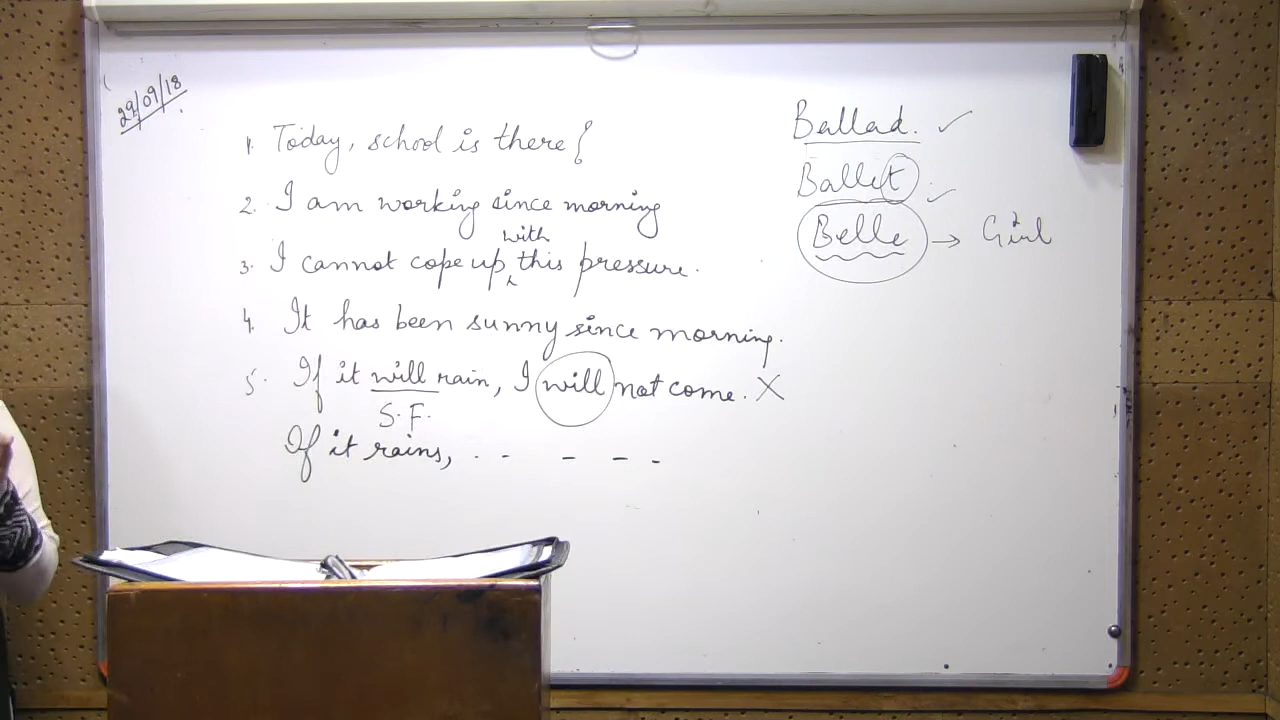 29/09/18
1. Today, school is there?
2. I am working since morning
with
3. I cannot cope up this pressure.
4. It has been sunny since morning.
5. If it will rain, I will not come. X
S.F.
If it rains, . - - - -
Ballad. ✓
Ballet ✓
Belle → Girl